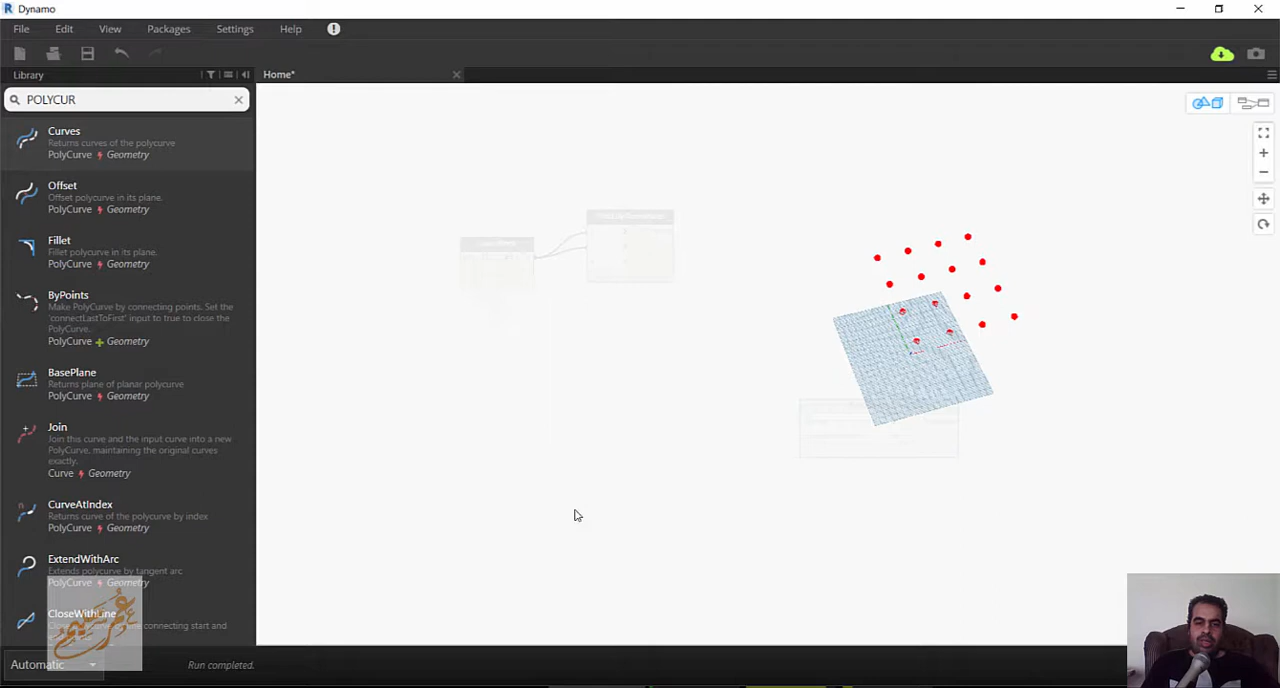 Dynamo
File Edit View Packages Settings Help
Library
Home*
POLYCUR
Curves
Returns curves of the polycurve
PolyCurve Geometry
Offset
Offset polycurve in its plane.
PolyCurve Geometry
Fillet
Fillet polycurve in its plane.
PolyCurve Geometry
ByPoints
Make PolyCurve by connecting points. Set the
'connectLastToFirst' input to true to close the
PolyCurve.
PolyCurve Geometry
BasePlane
Returns plane of planar polycurve
PolyCurve Geometry
Join
Join this curve and the input curve into a new
PolyCurve, maintaining the original curves
exactly.
Curve Geometry
CurveAtIndex
Returns curve of the polycurve by index
PolyCurve Geometry
ExtendWithArc
Extends polycurve by tangent arc
PolyCurve Geometry
CloseWithLine
connecting start and
Automatic
Run completed.